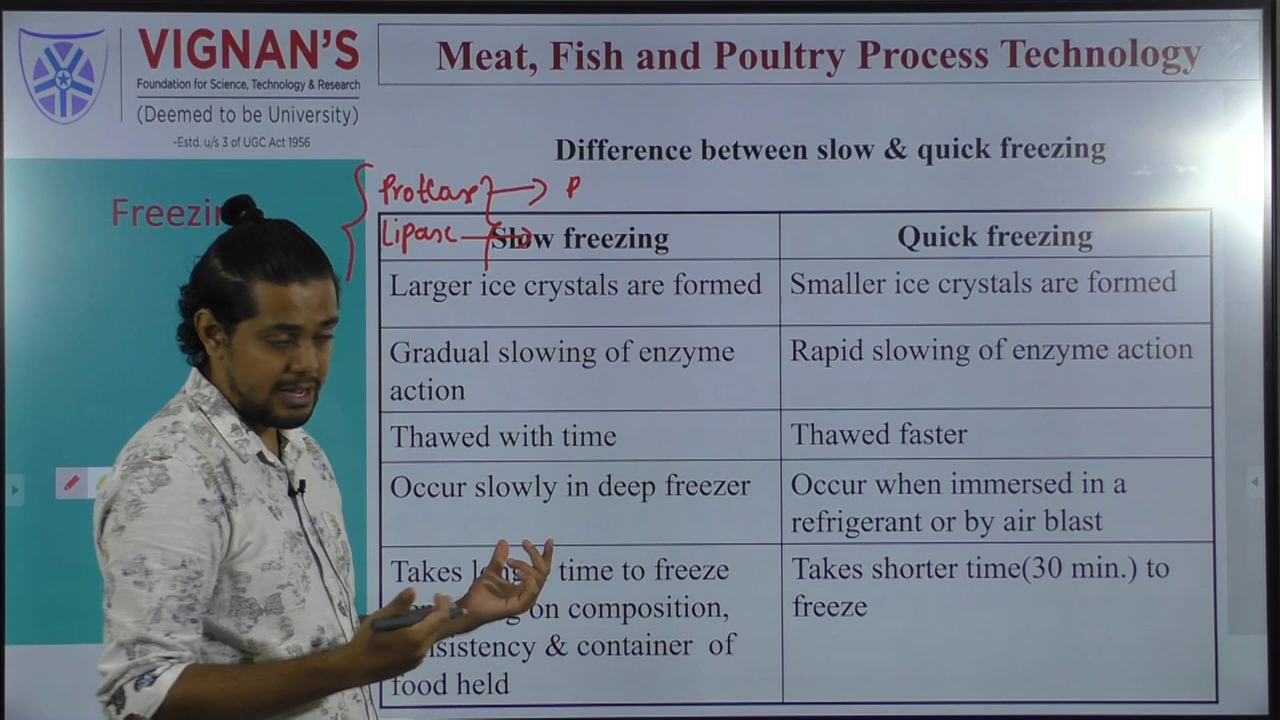 VIGNAN'S
Foundation for Science, Technology & Research
(Deemed to be University)
-Estd. u/s 3 of UGC Act 1956
Meat, Fish and Poultry Process Technology
Difference between slow & quick freezing
Protease P
Lipase
Slow freezing
Quick freezing
Larger ice crystals are formed
Smaller ice crystals are formed
Gradual slowing of enzyme
action
Rapid slowing of enzyme action
Thawed with time
Thawed faster
Occur slowly in deep freezer
Occur when immersed in a
refrigerant or by air blast
Takes time to freeze
on composition,
& container of
food held
Takes shorter time(30 min.) to
freeze